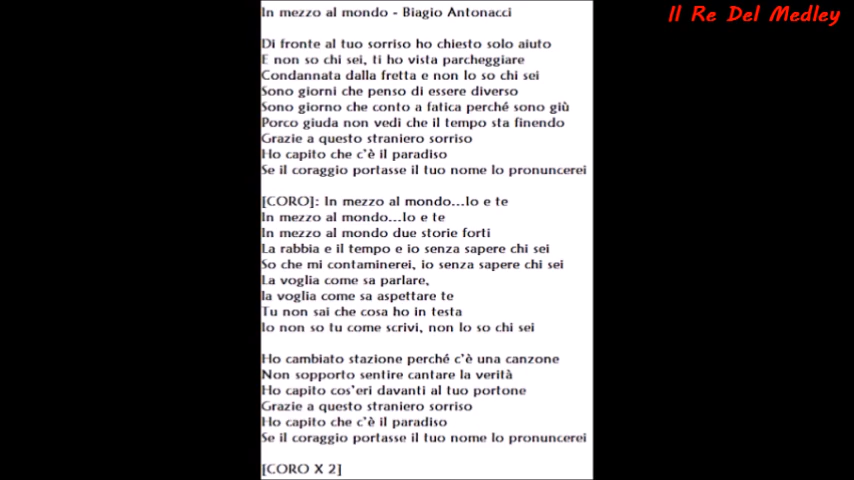 In mezzo al mondo - Biagio Antonacci
Il Re Del Medley
Di fronte al tuo sorriso ho chiesto solo aiuto
E non so chi sei, ti ho vista parcheggiare
Condannata dalla fretta e non lo so chi sei
Sono giorni che penso di essere diverso
Sono giorno che conto a fatica perché sono giù
Porco giuda non vedi che il tempo sta finendo
Grazie a questo straniero sorriso
Ho capito che c'è il paradiso
Se il coraggio portasse il tuo nome lo pronuncerei
[CORO]: In mezzo al mondo...Io e te
In mezzo al mondo...Io e te
In mezzo al mondo due storie forti
La rabbia e il tempo e io senza sapere chi sei
So che mi contaminerei, io senza sapere chi sei
La voglia come sa parlare,
la voglia come sa aspettare te
Tu non sai che cosa ho in testa
Io non so tu come scrivi, non lo so chi sei
Ho cambiato stazione perché c'è una canzone
Non sopporto sentire cantare la verità
Ho capito cos'eri davanti al tuo portone
Grazie a questo straniero sorriso
Ho capito che c'è il paradiso
Se il coraggio portasse il tuo nome lo pronuncerei
[CORO X 2]